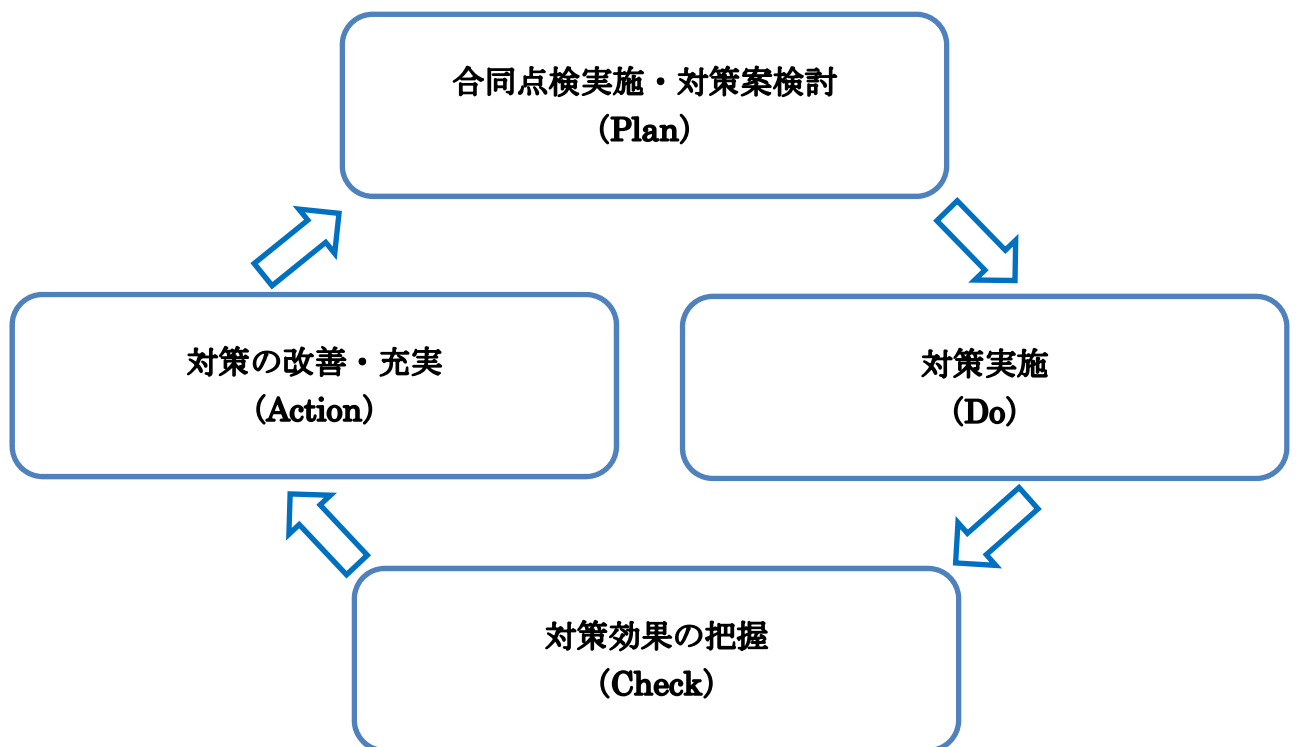 合同点検実施・対策案検討
(Plan)
対策の改善・充実
(Action)
対策実施
(Do)
対策効果の把握
(Check)